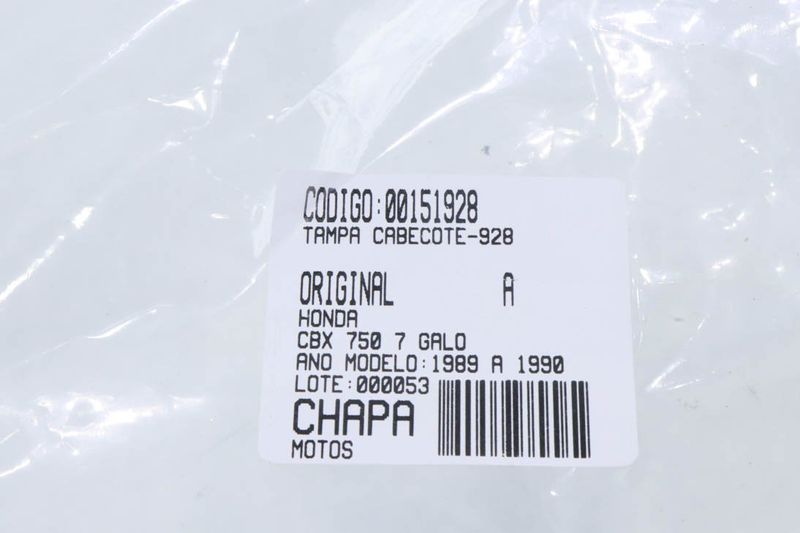 CODIGO:00151928
TAMPA CABECOTE-928
ORIGINAL A
HONDA
CBX 750 7 GALO
ANO MODELO:1989 A 1990
LOTE:000053
CHAPA
MOTOS